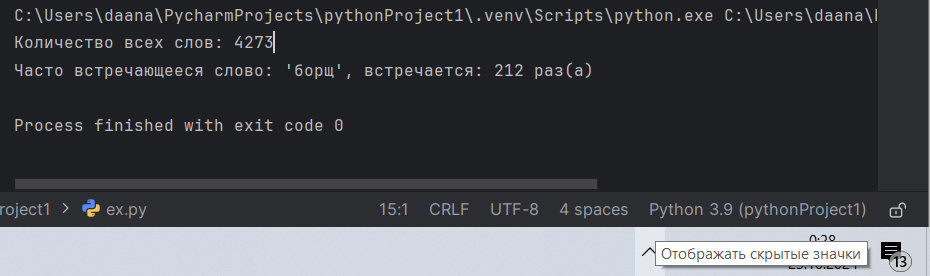 C:\Users\daana\PycharmProjects\pythonProject1\.venv\Scripts\python.exe C:\Users\daana\
Количество всех слов: 4273
Часто встречающееся слово: 'борщ', встречается: 212 раз(а)
Process finished with exit code 0
roject1 > ex.py 15:1 CRLF UTF-8 4 spaces Python 3.9 (pythonProject1)
Отображать скрытые значки
13